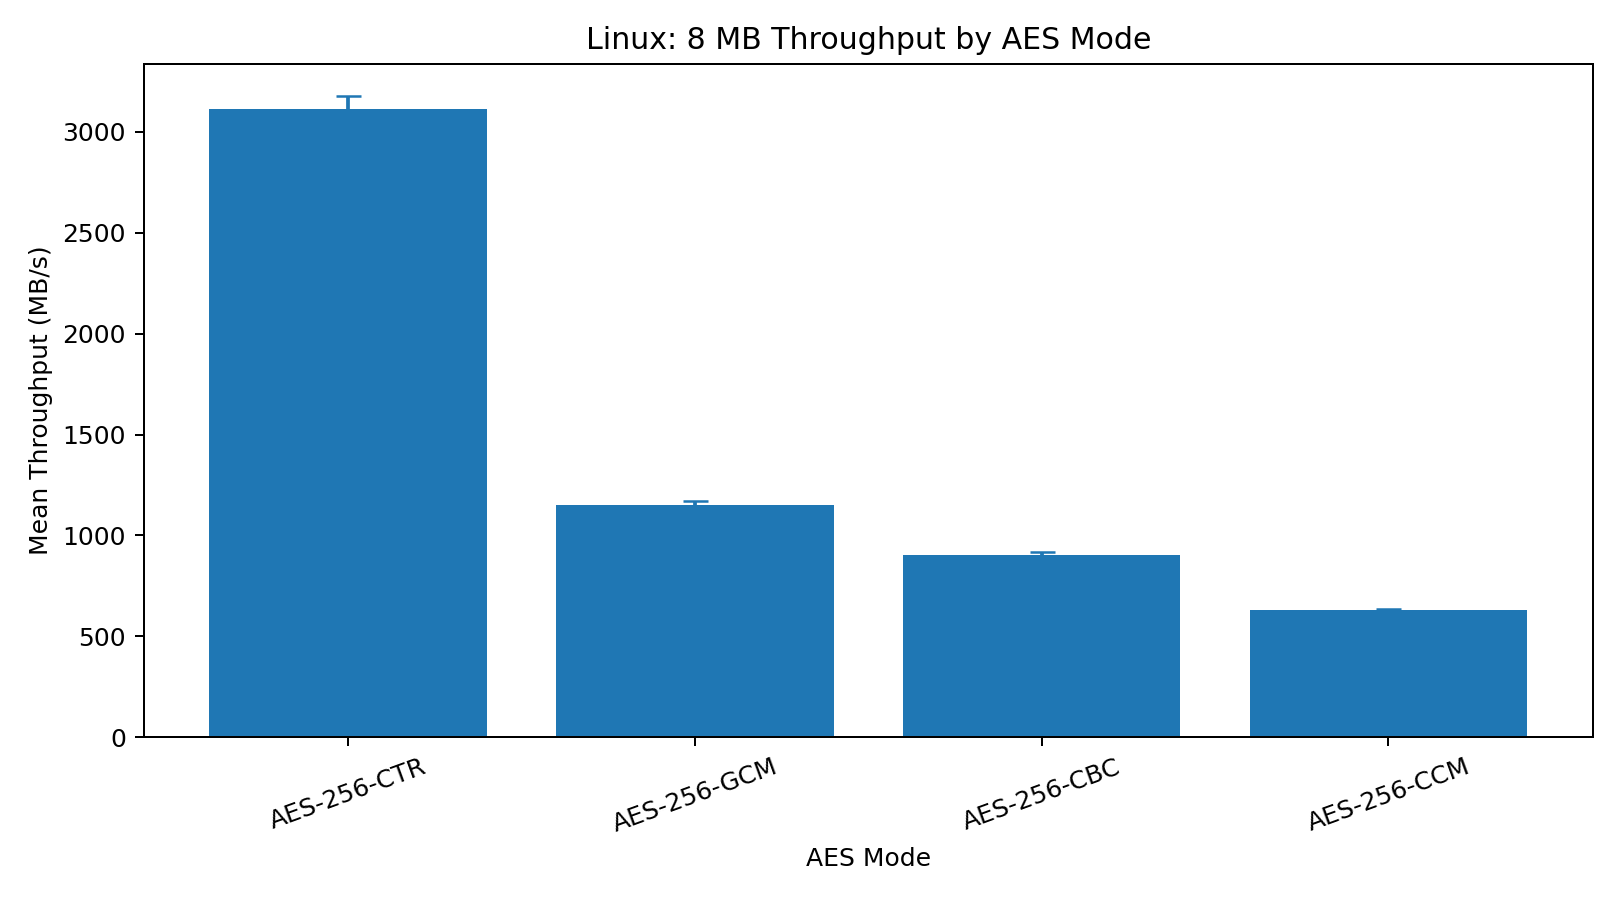 Linux: 8 MB Throughput by AES Mode
Mean Throughput (MB/s)
3000
2500
2000
1500
1000
500
0
AES-256-CTR
AES-256-GCM
AES-256-CBC
AES-256-CCM
AES Mode